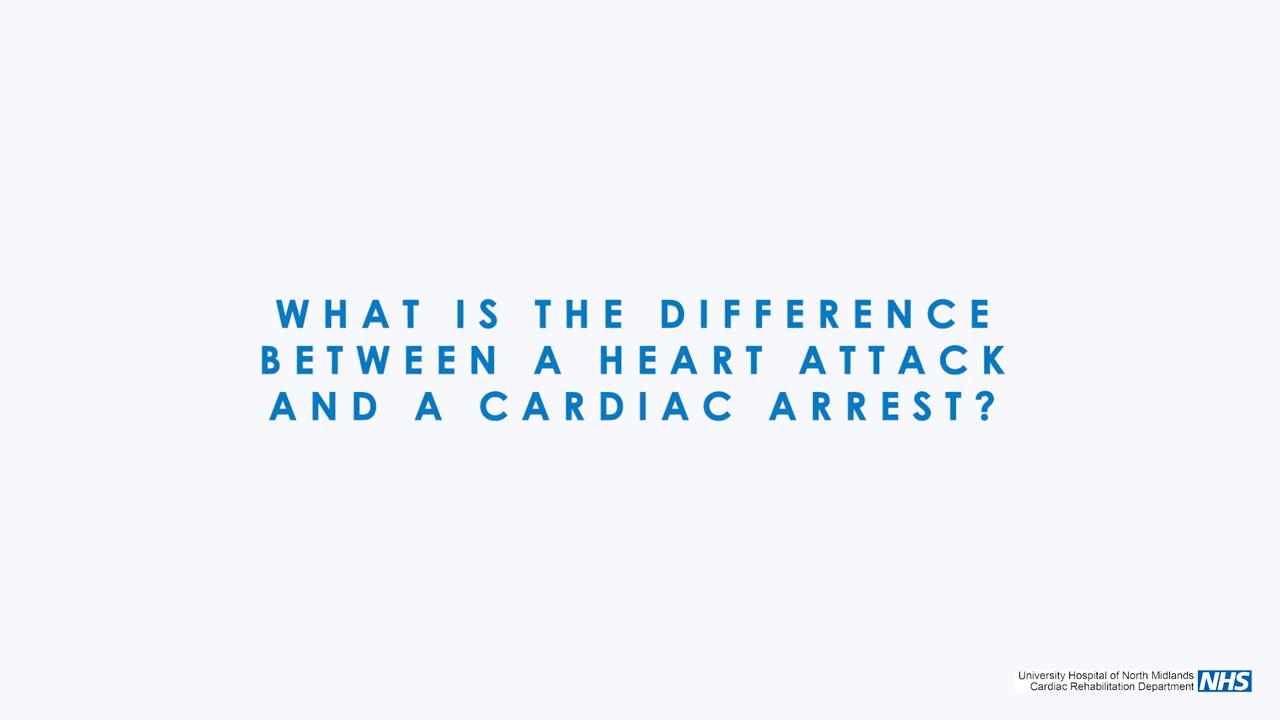 WHAT IS THE DIFFERENCE
BETWEEN A HEART ATTACK
AND A CARDIAC ARREST?
University Hospital of North Midlands
Cardiac Rehabilitation Department
NHS